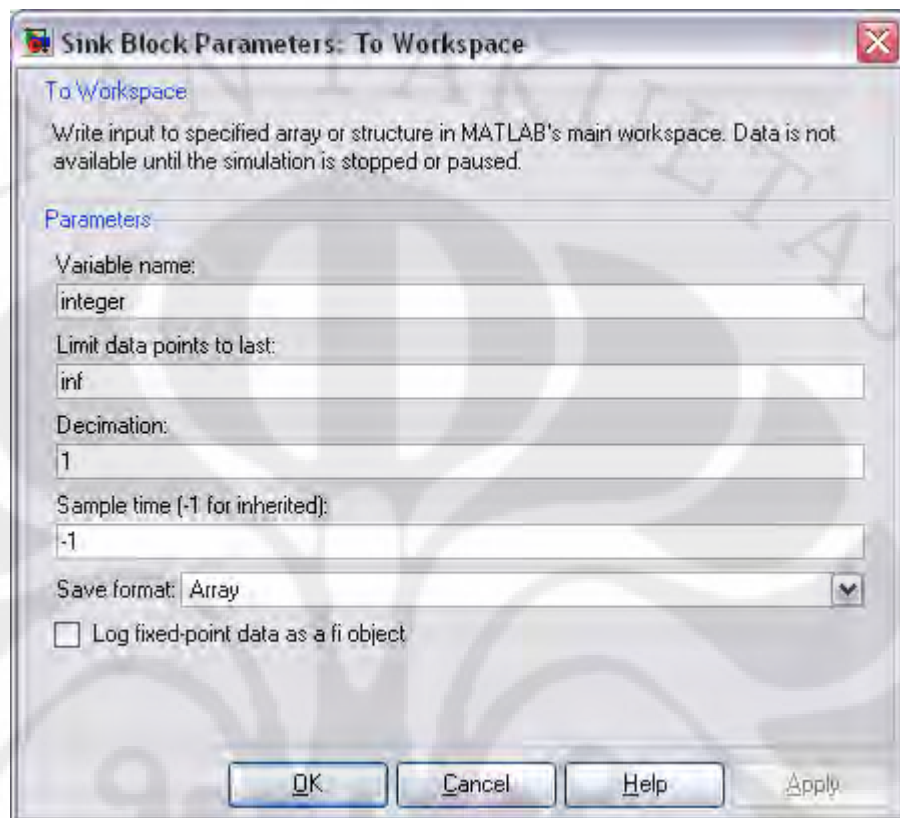 Sink Block Parameters: To Workspace
To Workspace
Write input to specified array or structure in MATLAB's main workspace. Data is not
available until the simulation is stopped or paused.
Parameters
Variable name:
integer
Limit data points to last:
inf
Decimation:
1
Sample time (-1 for inherited):
-1
Save format: Array
Log fixed-point data as a fi object
OK Cancel Help Apply
FAKULTAS